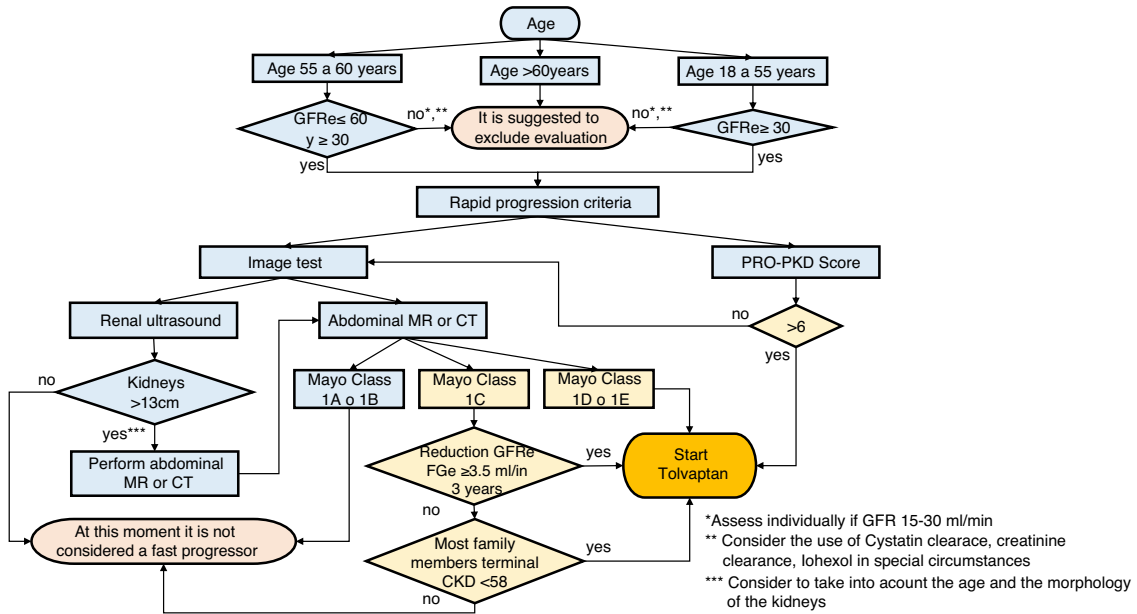 Age
Age 55 a 60 years
Age >60years
Age 18 a 55 years
GFRe≤ 60
y ≥ 30
no*,**
It is suggested to
exclude evaluation
no*,**
GFRe≥ 30
yes
yes
Rapid progression criteria
Image test
PRO-PKD Score
Renal ultrasound
Abdominal MR or CT
no
>6
yes
no
Kidneys
>13cm
Mayo Class
1A o 1B
Mayo Class
1C
Mayo Class
1D o 1E
yes***
Perform abdominal
MR or CT
Reduction GFRe
FGe ≥3.5 ml/in
3 years
yes
Start
Tolvaptan
no
At this moment it is not
considered a fast progressor
Most family
members terminal
CKD <58
yes
no
*Assess individually if GFR 15-30 ml/min
** Consider the use of Cystatin clearace, creatinine
clearance, Iohexol in special circumstances
*** Consider to take into acount the age and the morphology
of the kidneys